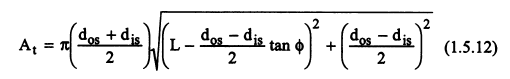 A_t = π ( (d_os + d_is) / 2 ) √( ( L − (d_os − d_is) / 2 tan ϕ )^2 + ( (d_os − d_is) / 2 )^2 ) (1.5.12)